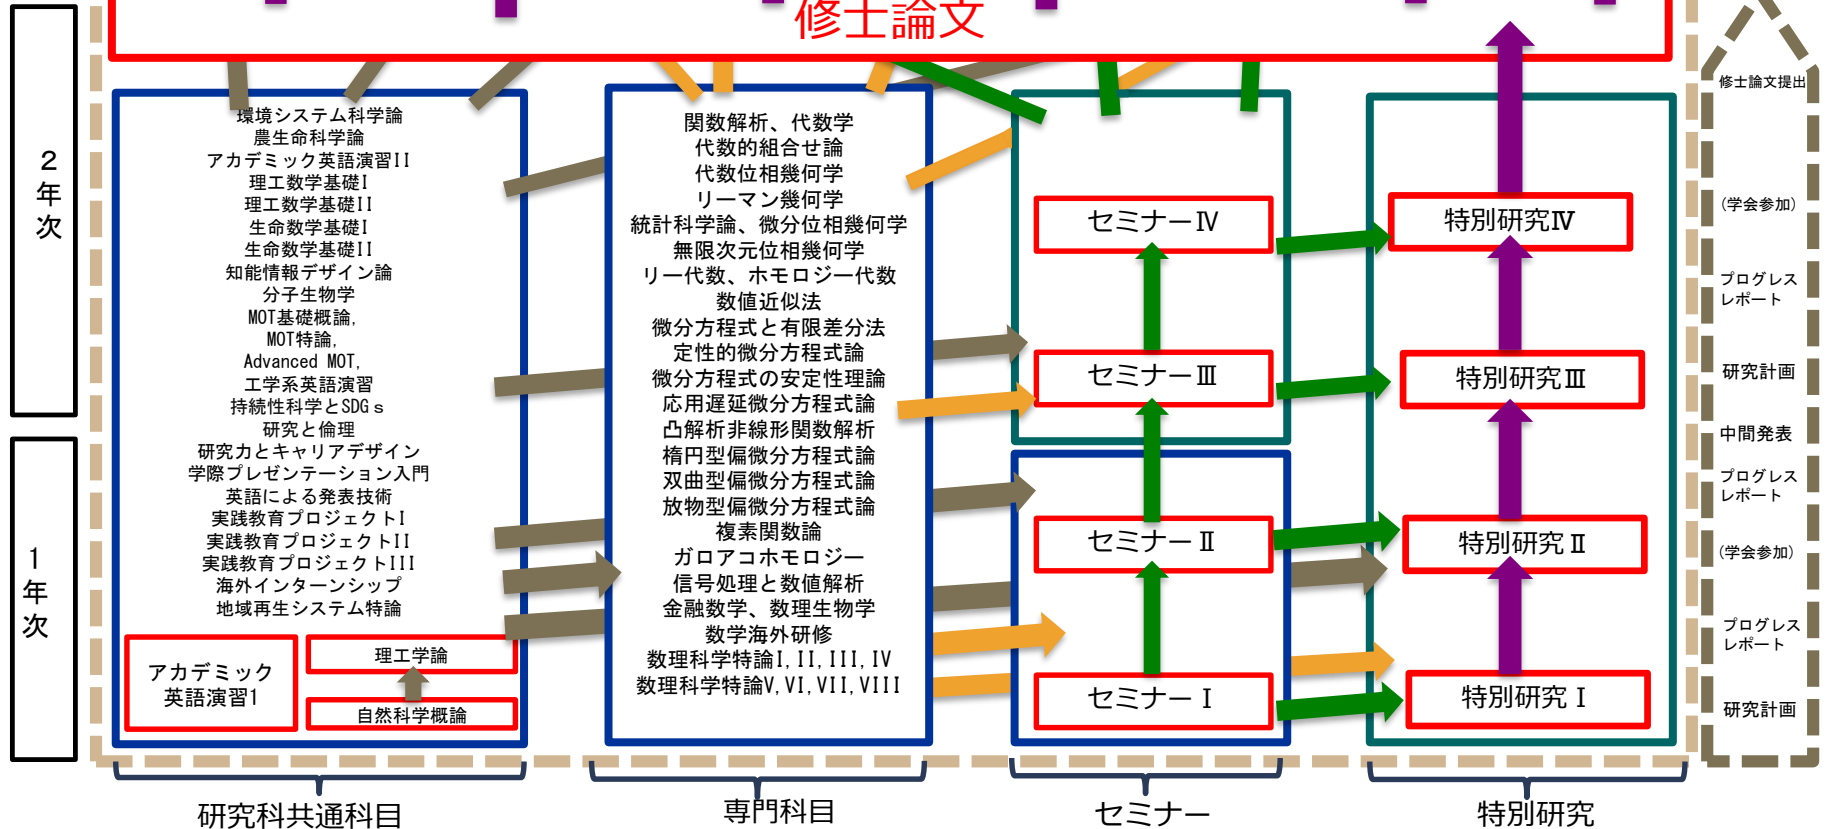 修士論文
2
年
次
1
年
次
環境システム科学論
農生命科学論
アカデミック英語演習II
理工数学基礎I
理工数学基礎II
生命数学基礎I
生命数学基礎II
知能情報デザイン論
分子生物学
MOT基礎概論,
MOT特論,
Advanced MOT,
工学系英語演習
持続性科学とSDGs
研究と倫理
研究力とキャリアデザイン
学際プレゼンテーション入門
英語による発表技術
実践教育プロジェクトI
実践教育プロジェクトII
実践教育プロジェクトIII
海外インターンシップ
地域再生システム特論
アカデミック
英語演習1
理工学論
自然科学概論
関数解析、代数学
代数的組合せ論
代数位相幾何学
リーマン幾何学
統計科学論、微分位相幾何学
無限次元位相幾何学
リー代数、ホモロジー代数
数値近似法
微分方程式と有限差分法
定性的微分方程式論
微分方程式の安定性理論
応用遅延微分方程式論
凸解析非線形関数解析
楕円型偏微分方程式論
双曲型偏微分方程式論
放物型偏微分方程式論
複素関数論
ガロアコホモロジー
信号処理と数値解析
金融数学、数理生物学
数学海外研修
数理科学特論I,II,III,IV
数理科学特論V,VI,VII,VIII
セミナーⅣ
セミナーⅢ
セミナーⅡ
セミナーⅠ
特別研究Ⅳ
特別研究Ⅲ
特別研究Ⅱ
特別研究Ⅰ
修士論文提出
(学会参加)
プログレス
レポート
研究計画
中間発表
プログレス
レポート
(学会参加)
プログレス
レポート
研究計画
研究科共通科目
専門科目
セミナー
特別研究